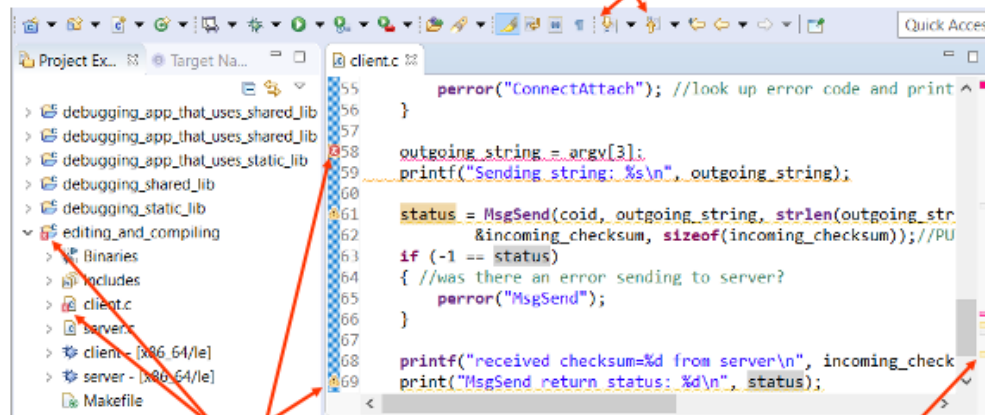 Quick Acces
Project Ex...
Target Na...
debugging_app_that_uses_shared_lib
debugging_app_that_uses_shared_lib
debugging_app_that_uses_static_lib
debugging_shared_lib
debugging_static_lib
editing_and_compiling
Binaries
Includes
client.c
server.c
client - [x86_64/le]
server - [x86_64/le]
Makefile
client.c
55 perror("ConnectAttach"); //look up error code and print
56 }
57
58 outgoing_string = argv[3];
59 printf("Sending string: %s\n", outgoing_string);
60
61 status = MsgSend(coid, outgoing_string, strlen(outgoing_str
62 &incoming_checksum, sizeof(incoming_checksum));//PU
63 if (-1 == status)
64 { //was there an error sending to server?
65 perror("MsgSend");
66 }
67
68 printf("received checksum=%d from server\n", incoming_check
69 print("MsgSend return status: %d\n", status);